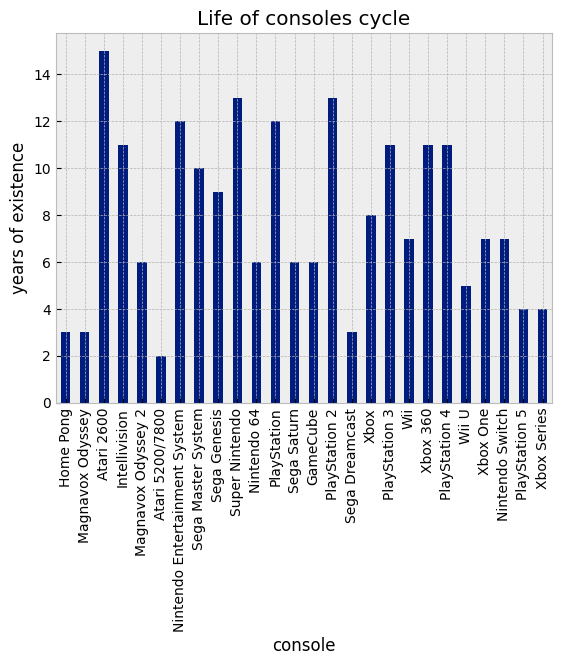 Life of consoles cycle
years of existence
14
12
10
8
6
4
2
0
Home Pong
Magnavox Odyssey
Atari 2600
Intellivision
Magnavox Odyssey 2
Atari 5200/7800
Nintendo Entertainment System
Sega Master System
Sega Genesis
Super Nintendo
Nintendo 64
PlayStation
Sega Saturn
GameCube
PlayStation 2
Sega Dreamcast
Xbox
PlayStation 3
Wii
Xbox 360
PlayStation 4
Wii U
Xbox One
Nintendo Switch
PlayStation 5
Xbox Series
console